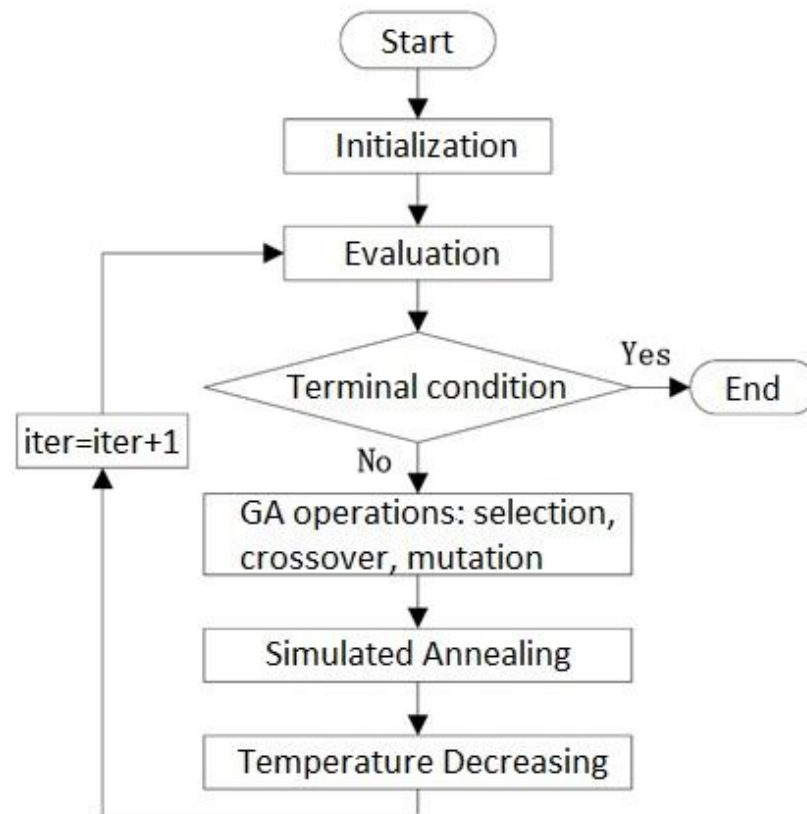 Start
Initialization
Evaluation
Terminal condition
Yes
End
iter=iter+1
No
GA operations: selection,
crossover, mutation
Simulated Annealing
Temperature Decreasing